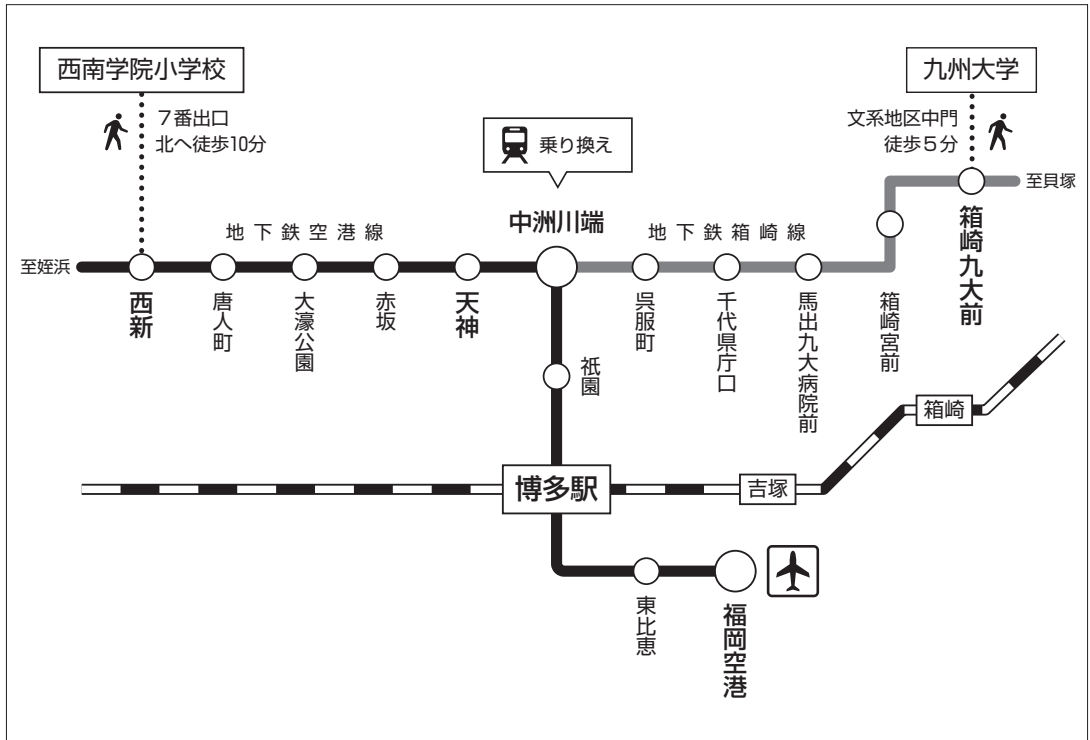 西南学院小学校
7番出口
北へ徒歩10分
乗り換え
九州大学
文系地区中門
徒歩5分
至貝塚
中洲川端
地下鉄空港線
地下鉄箱崎線
至姪浜
西新
唐人町
大濠公園
赤坂
天神
呉服町
千代県庁口
馬出九大病院前
箱崎宮前
箱崎九大前
祇園
箱崎
博多駅
吉塚
東比恵
福岡空港